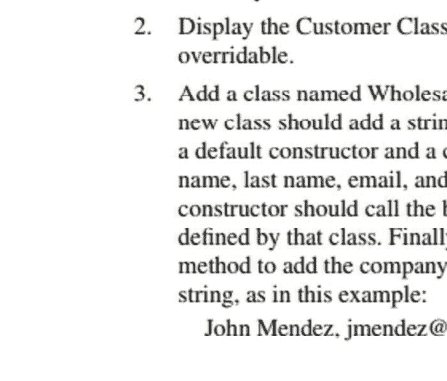 2. Display the Customer Class
overridable.
3. Add a class named Wholesa
new class should add a strin
a default constructor and a c
name, last name, email, and
constructor should call the b
defined by that class. Finall
method to add the company
string, as in this example:
John Mendez, jmendez@